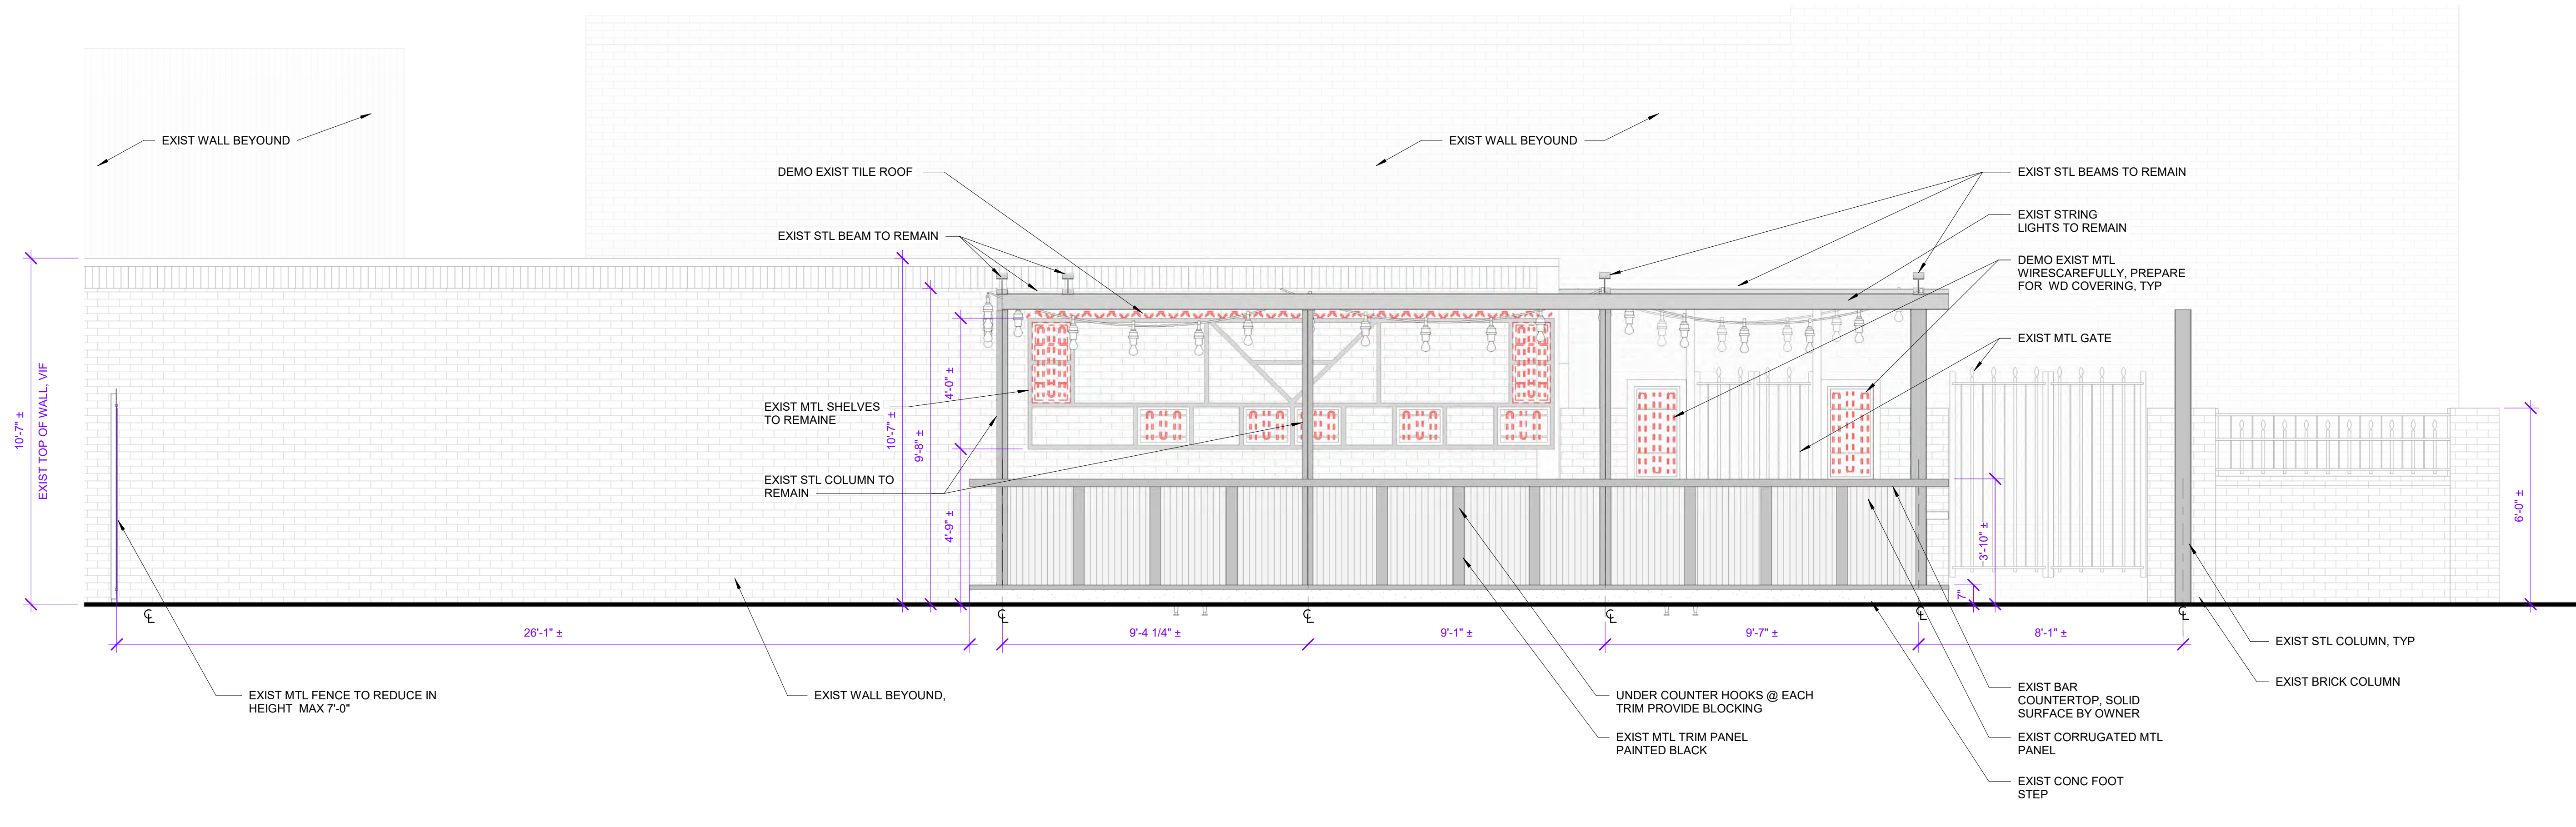 EXIST WALL BEYOUND
EXIST WALL BEYOUND
DEMO EXIST TILE ROOF
EXIST STL BEAM TO REMAIN
EXIST STL BEAMS TO REMAIN
EXIST STRING
LIGHTS TO REMAIN
DEMO EXIST MTL
WIRESCAREFULLY, PREPARE
FOR WD COVERING, TYP
EXIST MTL GATE
10'-7" ±
EXIST TOP OF WALL, VIF
EXIST MTL SHELVES
TO REMAINE
EXIST STL COLUMN TO
REMAIN
10'-7" ±
9'-8" ±
4'-0" ±
4'-9" ±
3'-10" ±
7"
6'-0" ±
℄
℄
℄
℄
℄
℄
26'-1" ±
9'-4 1/4" ±
9'-1" ±
9'-7" ±
8'-1" ±
EXIST MTL FENCE TO REDUCE IN
HEIGHT MAX 7'-0"
EXIST WALL BEYOUND,
UNDER COUNTER HOOKS @ EACH
TRIM PROVIDE BLOCKING
EXIST MTL TRIM PANEL
PAINTED BLACK
EXIST STL COLUMN, TYP
EXIST BRICK COLUMN
EXIST BAR
COUNTERTOP, SOLID
SURFACE BY OWNER
EXIST CORRUGATED MTL
PANEL
EXIST CONC FOOT
STEP